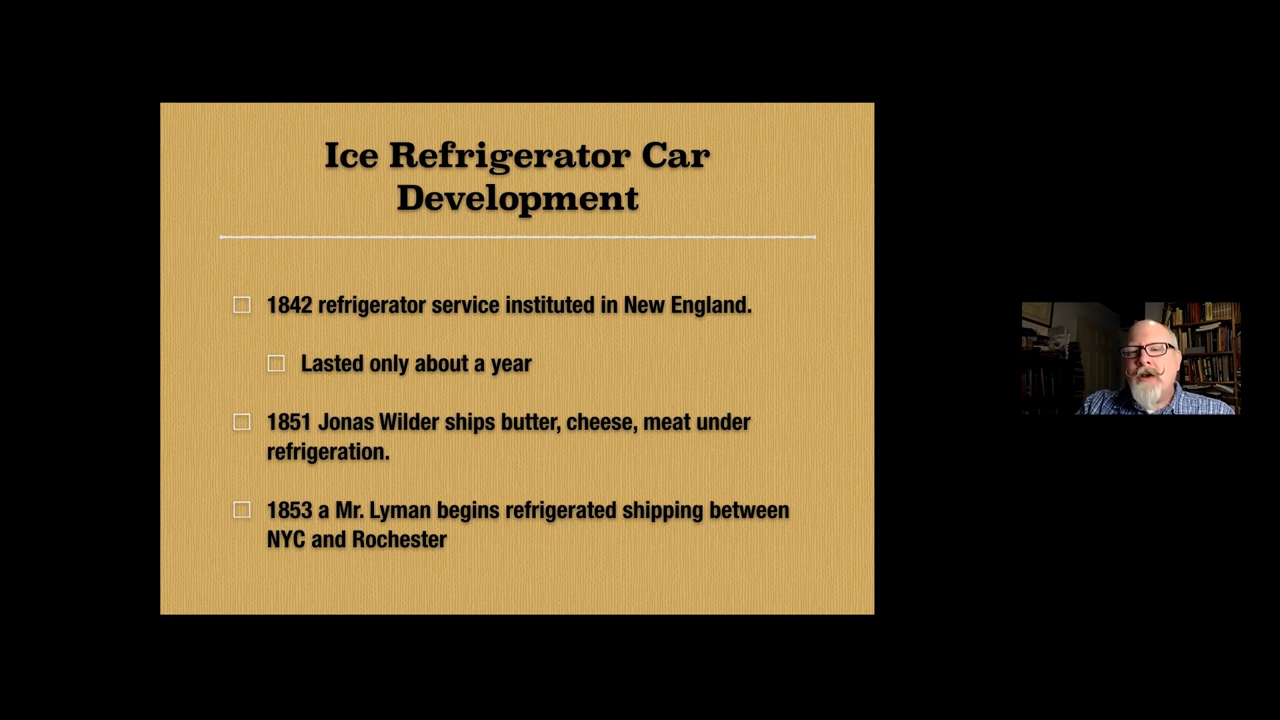 Ice Refrigerator Car
Development
1842 refrigerator service instituted in New England.
Lasted only about a year
1851 Jonas Wilder ships butter, cheese, meat under
refrigeration.
1853 a Mr. Lyman begins refrigerated shipping between
NYC and Rochester